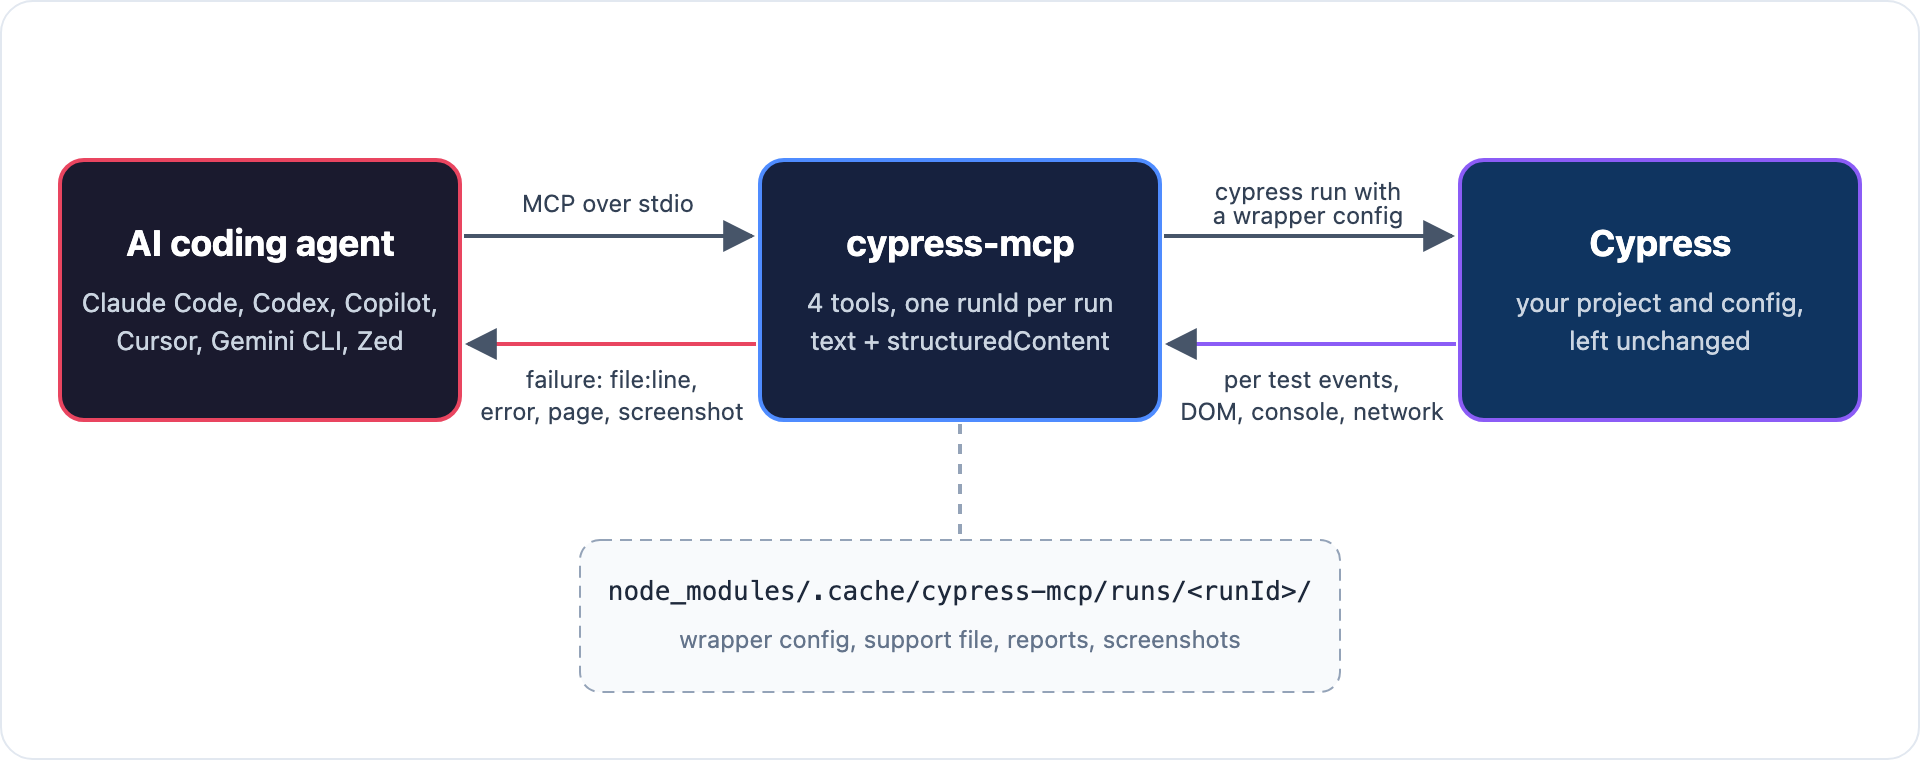 AI coding agent
Claude Code, Codex, Copilot,
Cursor, Gemini CLI, Zed
MCP over stdio
failure: file:line,
error, page, screenshot
cypress-mcp
4 tools, one runId per run
text + structuredContent
cypress run with
a wrapper config
per test events,
DOM, console, network
Cypress
your project and config,
left unchanged
node_modules/.cache/cypress-mcp/runs/<runId>/
wrapper config, support file, reports, screenshots